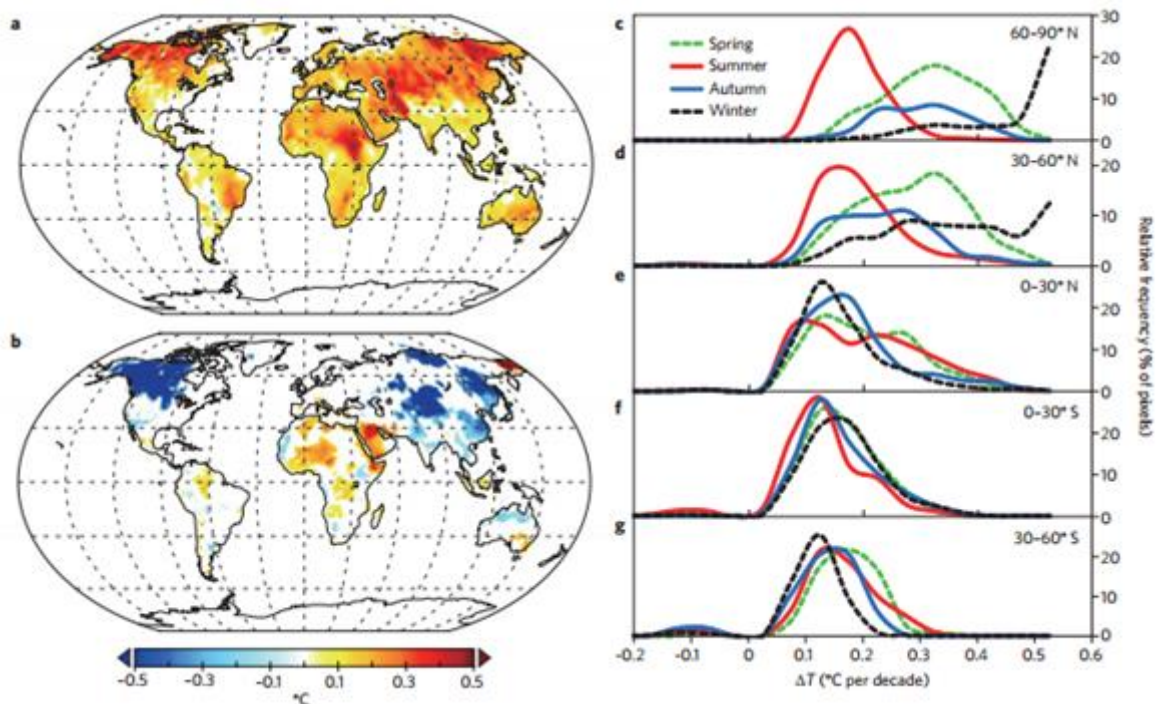 a
b
−0.5
−0.3
−0.1
0.1
0.3
0.5
°C
c
60–90° N
Spring
Summer
Autumn
Winter
30
20
10
0
d
30–60° N
20
10
0
e
0–30° N
20
10
0
f
0–30° S
20
10
0
g
30–60° S
20
10
0
−0.2
−0.1
0
0.1
0.2
0.3
0.4
0.5
0.6
ΔT (°C per decade)
Relative frequency (% of pixels)